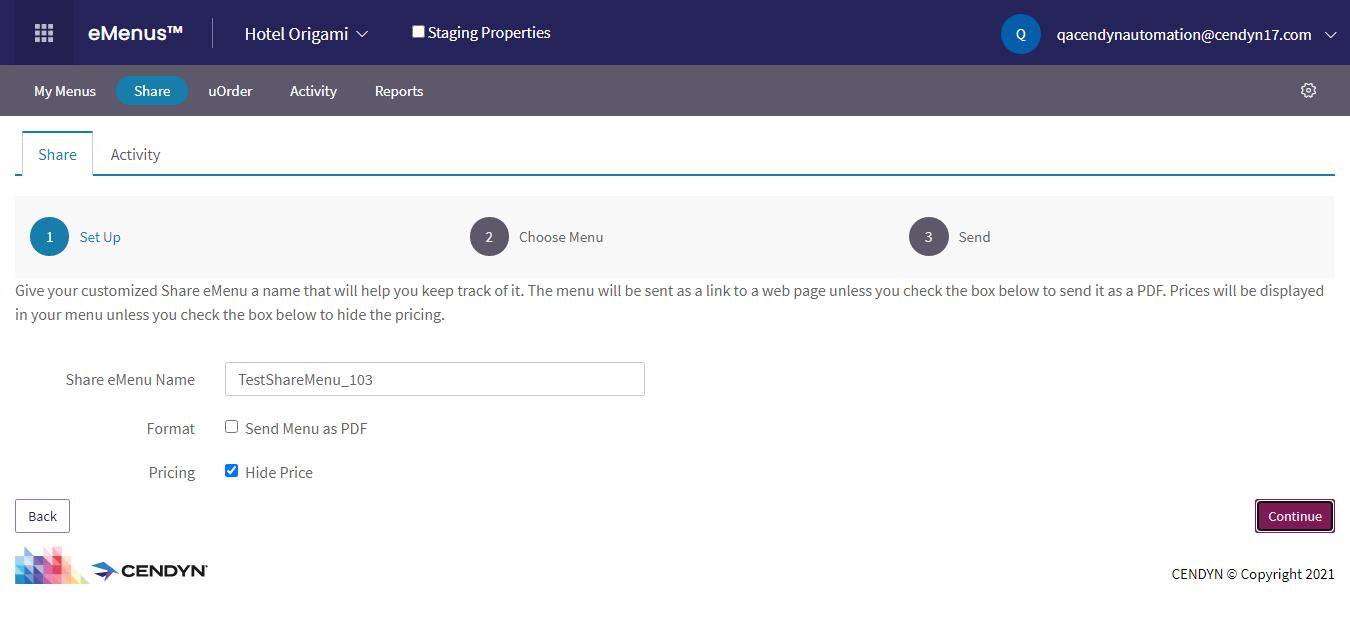 eMenus™ Hotel Origami Staging Properties Q qacendynautomation@cendyn17.com
My Menus Share uOrder Activity Reports
Share Activity
1 Set Up 2 Choose Menu 3 Send
Give your customized Share eMenu a name that will help you keep track of it. The menu will be sent as a link to a web page unless you check the box below to send it as a PDF. Prices will be displayed
in your menu unless you check the box below to hide the pricing.
Share eMenu Name TestShareMenu_103
Format Send Menu as PDF
Pricing Hide Price
Back Continue
CENDYN CENDYN © Copyright 2021